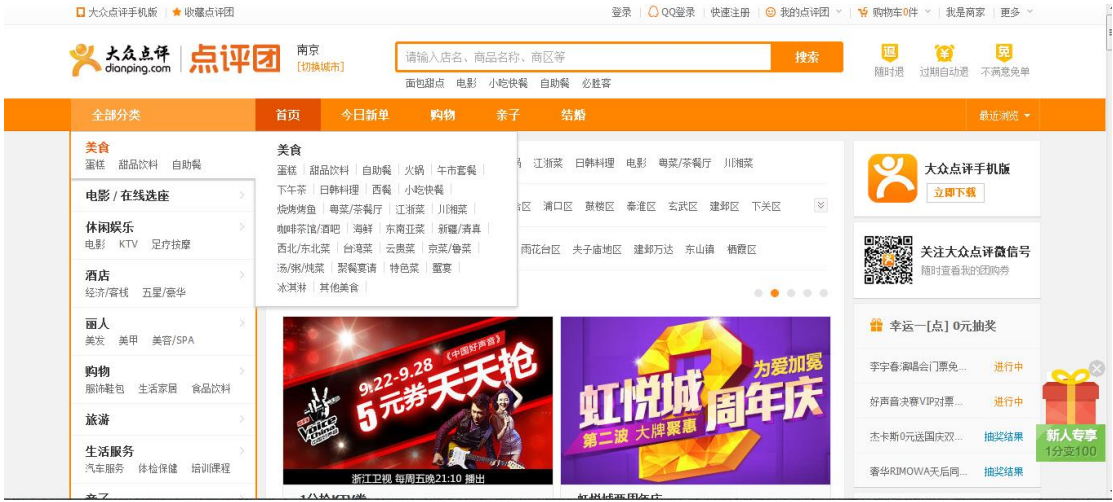 大众点评手机版 收藏点评团 登录 QQ登录 快速注册 我的点评团 购物车0件 我是商家 更多
大众点评 dianping.com 点评团 南京 [切换城市]
请输入店名、商品名称、商区等 搜索
面包甜点 电影 小吃快餐 自助餐 必胜客
随时退 过期自动退 不满意免单
全部分类 首页 今日新单 购物 亲子 结婚 最近浏览
美食
蛋糕 甜品饮料 自助餐
电影 / 在线选座
休闲娱乐
电影 KTV 足疗按摩
酒店
经济/客栈 五星/豪华
丽人
美发 美甲 美容/SPA
购物
服饰鞋包 生活家居 食品饮料
旅游
生活服务
汽车服务 体检保健 培训课程
美食
蛋糕 甜品饮料 自助餐 火锅 午市套餐
下午茶 日韩料理 西餐 小吃快餐
烧烤烤鱼 粤菜/茶餐厅 江浙菜 川湘菜
咖啡茶馆/酒吧 海鲜 东南亚菜 新疆/清真
西北/东北菜 台湾菜 云贵菜 京菜/鲁菜
汤/粥/炖菜 聚餐宴请 特色菜 蟹宴
冰淇淋 其他美食
江浙菜 日韩料理 电影 粤菜/茶餐厅 川湘菜
区 浦口区 鼓楼区 秦淮区 玄武区 建邺区 下关区
雨花台区 夫子庙地区 建邺万达 东山镇 栖霞区
The Voice
9.22-9.28 《中国好声音》
5元券天天抢
浙江卫视 每周五晚21:10 播出
虹悦城2周年庆
为爱加冕
第二波 大牌聚惠
虹悦城两周年庆
大众点评手机版
立即下载
关注大众点评微信号
随时查看我的团购券
幸运一[点] 0元抽奖
李宇春演唱会门票免... 进行中
好声音决赛VIP对票... 进行中
杰卡斯0元送国庆双... 抽奖结果
奢华RIMOWA天后同... 抽奖结果
新人专享
1分变100